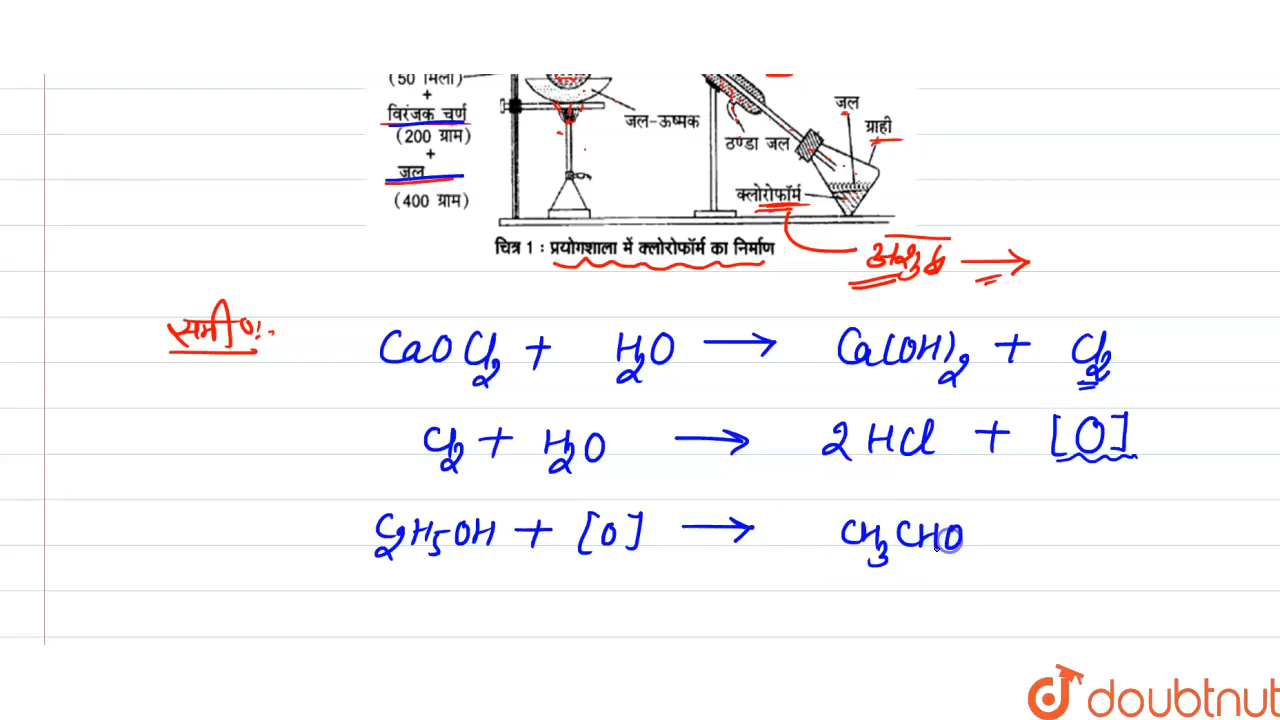 (50 मिली)
+
विरंजक चूर्ण
(200 ग्राम)
+
जल
(400 ग्राम)
जल-ऊष्मक
ठण्डा जल
जल
ग्राही
क्लोरोफॉर्म
चित्र 1 : प्रयोगशाला में क्लोरोफॉर्म का निर्माण
अशुद्ध →
समी०:-
CaOCl₂ + H₂O → Ca(OH)₂ + Cl₂
Cl₂ + H₂O → 2HCl + [O]
C₂H₅OH + [O] → CH₃CHO
doubtnut